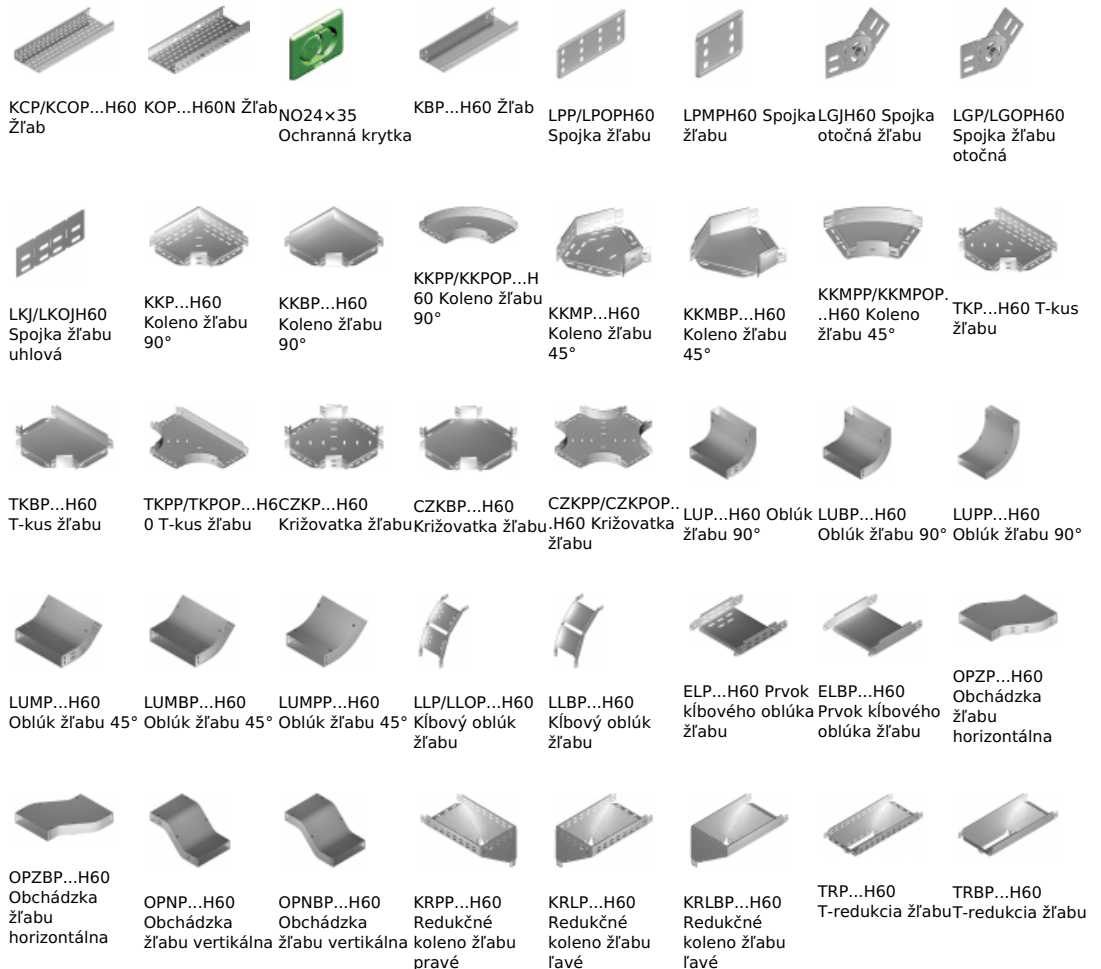 KCP/KCOP...H60
Žľab
KOP...H60N Žľab
NO24×35
Ochranná krytka
KBP...H60 Žľab
LPP/LPOPH60
Spojka žľabu
LPMPH60 Spojka
žľabu
LGJH60 Spojka
otočná žľabu
LGP/LGOPH60
Spojka žľabu
otočná
LKJ/LKOJH60
Spojka žľabu
uhlová
KKP...H60
Koleno žľabu
90°
KKBP...H60
Koleno žľabu
90°
KKPP/KKPOP...H
60 Koleno žľabu
90°
KKMP...H60
Koleno žľabu
45°
KKMBP...H60
Koleno žľabu
45°
KKMPP/KKMPOP.
..H60 Koleno
žľabu 45°
TKP...H60 T-kus
žľabu
TKBP...H60
T-kus žľabu
TKPP/TKPOP...H6
0 T-kus žľabu
CZKP...H60
Križovatka žľabu
CZKBP...H60
Križovatka žľabu
CZKPP/CZKPOP..
.H60 Križovatka
žľabu
LUP...H60 Oblúk
žľabu 90°
LUBP...H60
Oblúk žľabu 90°
LUPP...H60
Oblúk žľabu 90°
LUMP...H60
Oblúk žľabu 45°
LUMBP...H60
Oblúk žľabu 45°
LUMPP...H60
Oblúk žľabu 45°
LLP/LLOP...H60
Kĺbový oblúk
žľabu
LLBP...H60
Kĺbový oblúk
žľabu
ELP...H60 Prvok
kĺbového oblúka
žľabu
ELBP...H60
Prvok kĺbového
oblúka žľabu
OPZP...H60
Obchádzka
žľabu
horizontálna
OPZBP...H60
Obchádzka
žľabu
horizontálna
OPNP...H60
Obchádzka
žľabu vertikálna
OPNBP...H60
Obchádzka
žľabu vertikálna
KRPP...H60
Redukčné
koleno žľabu
pravé
KRLP...H60
Redukčné
koleno žľabu
ľavé
KRLBP...H60
Redukčné
koleno žľabu
ľavé
TRP...H60
T-redukcia žľabu
TRBP...H60
T-redukcia žľabu